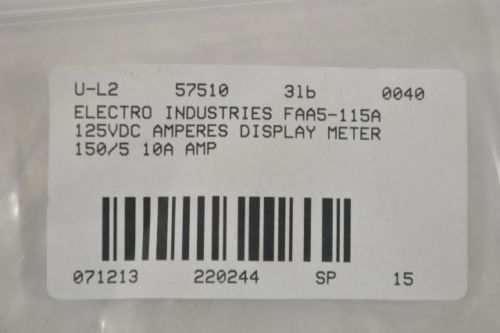 U-L2 57510 3lb 0040
ELECTRO INDUSTRIES FAA5-115A
125VDC AMPERES DISPLAY METER
150/5 10A AMP
071213 220244 SP 15